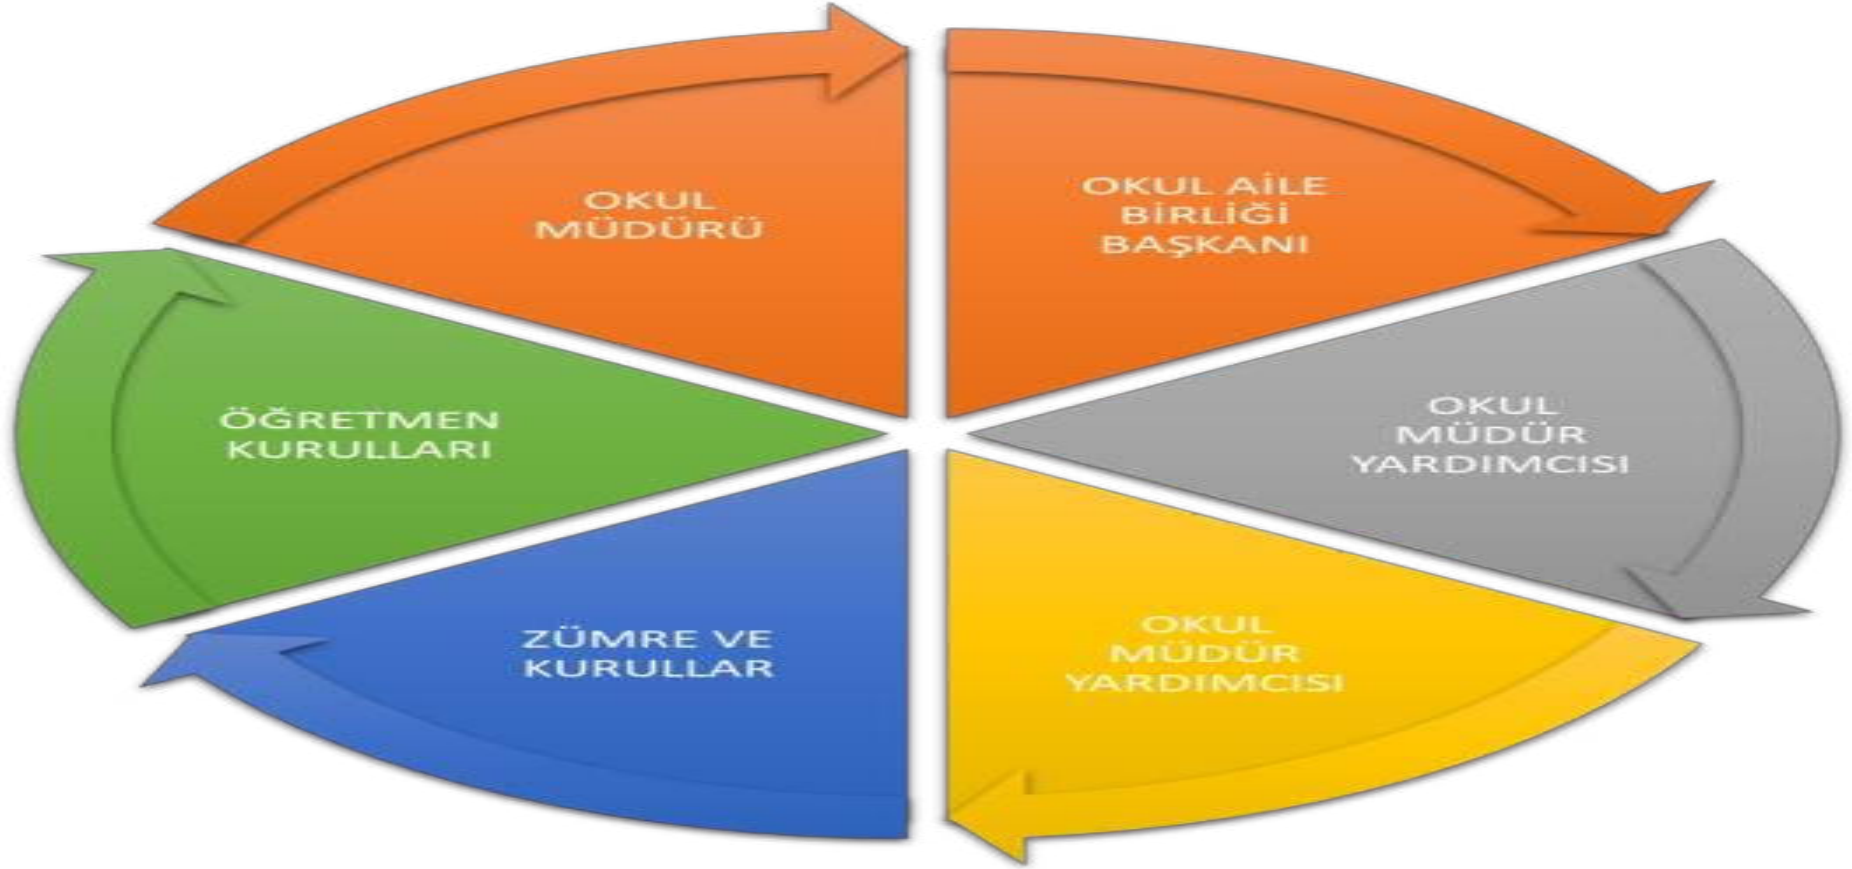 OKUL
MÜDÜRÜ
OKUL AİLE
BİRLİĞİ
BAŞKANI
OKUL
MÜDÜR
YARDIMCISI
OKUL
MÜDÜR
YARDIMCISI
ZÜMRE VE
KURULLAR
ÖĞRETMEN
KURULLARI